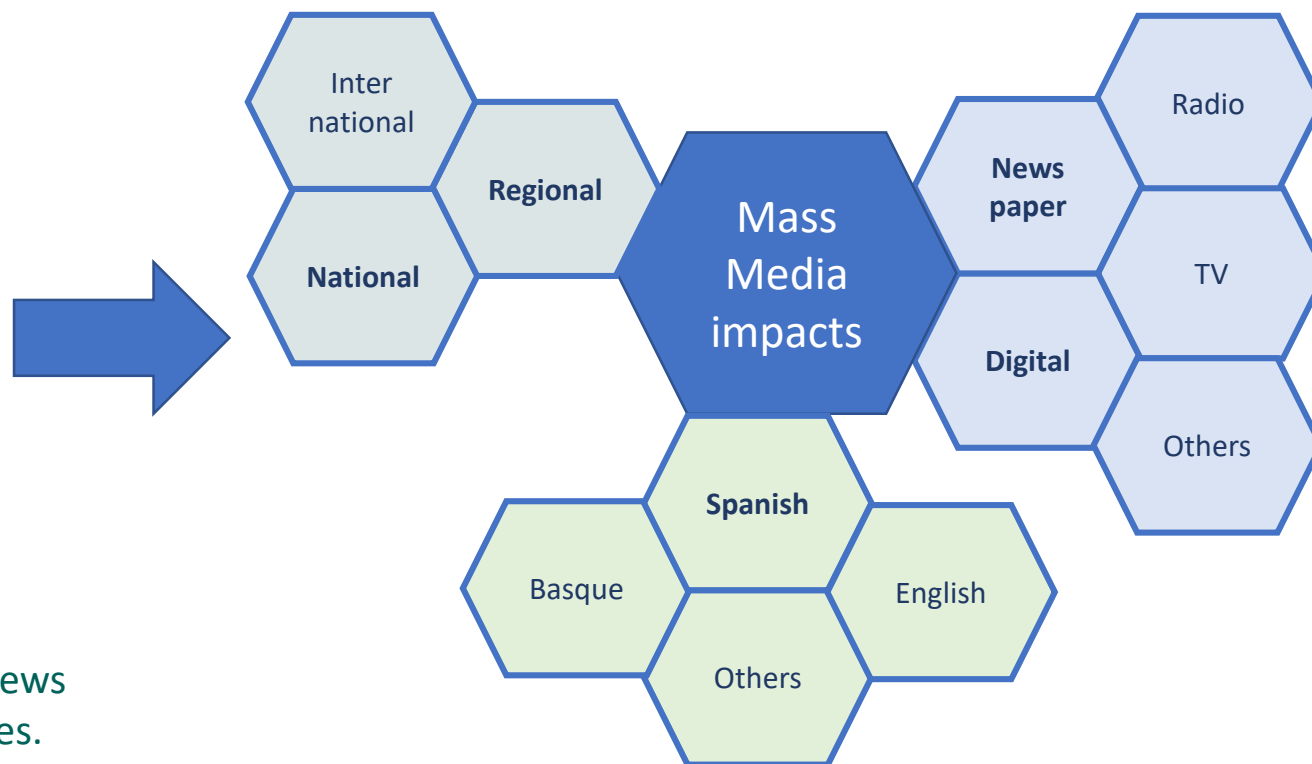 Inter
national
Regional
National
Mass
Media
impacts
News
paper
Digital
Radio
TV
Others
Spanish
Basque
English
Others
ews
es.